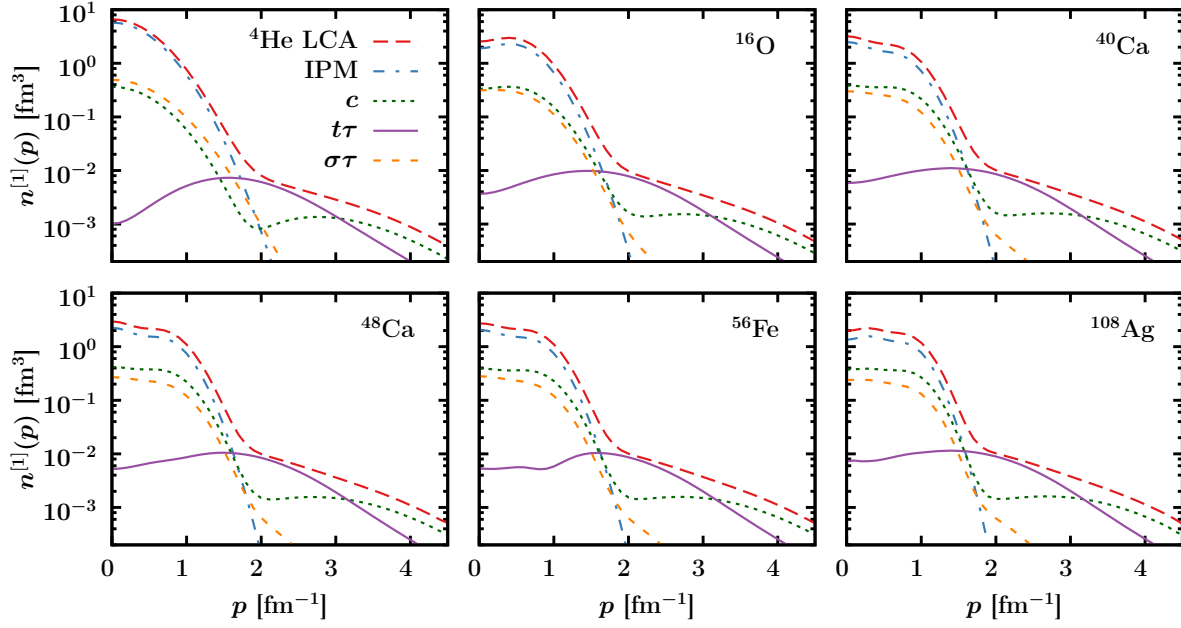 10¹
10⁰
10⁻¹
10⁻²
10⁻³
n^[1](p) [fm³]
⁴He LCA
IPM
c
tτ
στ
¹⁶O
⁴⁰Ca
10¹
10⁰
10⁻¹
10⁻²
10⁻³
n^[1](p) [fm³]
⁴⁸Ca
⁵⁶Fe
¹⁰⁸Ag
0 1 2 3 4
0 1 2 3 4
0 1 2 3 4
p [fm⁻¹]
p [fm⁻¹]
p [fm⁻¹]